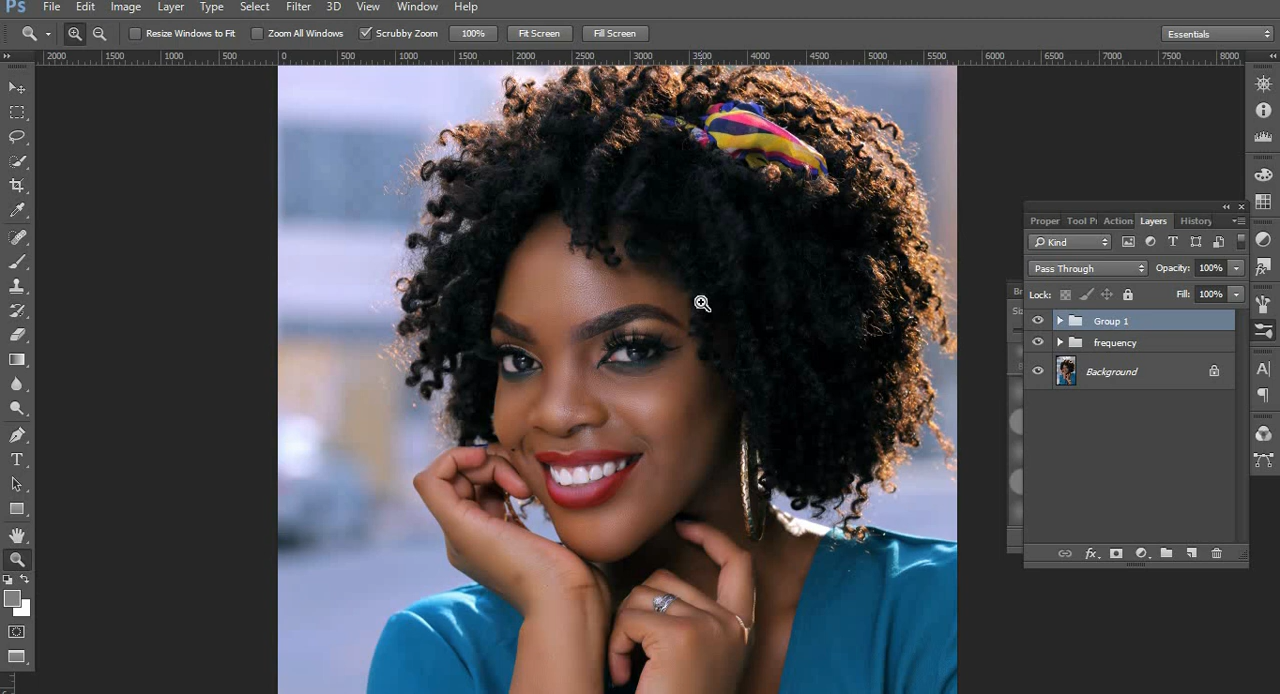 Ps File Edit Image Layer Type Select Filter 3D View Window Help
Resize Windows to Fit Zoom All Windows Scrubby Zoom 100% Fit Screen Fill Screen Essentials
2000 1500 1000 500 0 500 1000 1500 2000 2500 3000 3500 4000 4500 5000 5500 6000 6500 7000 7500 8000
Proper Tool Pr Action Layers History
Kind
Pass Through Opacity: 100%
Lock: Fill: 100%
Group 1
frequency
Background